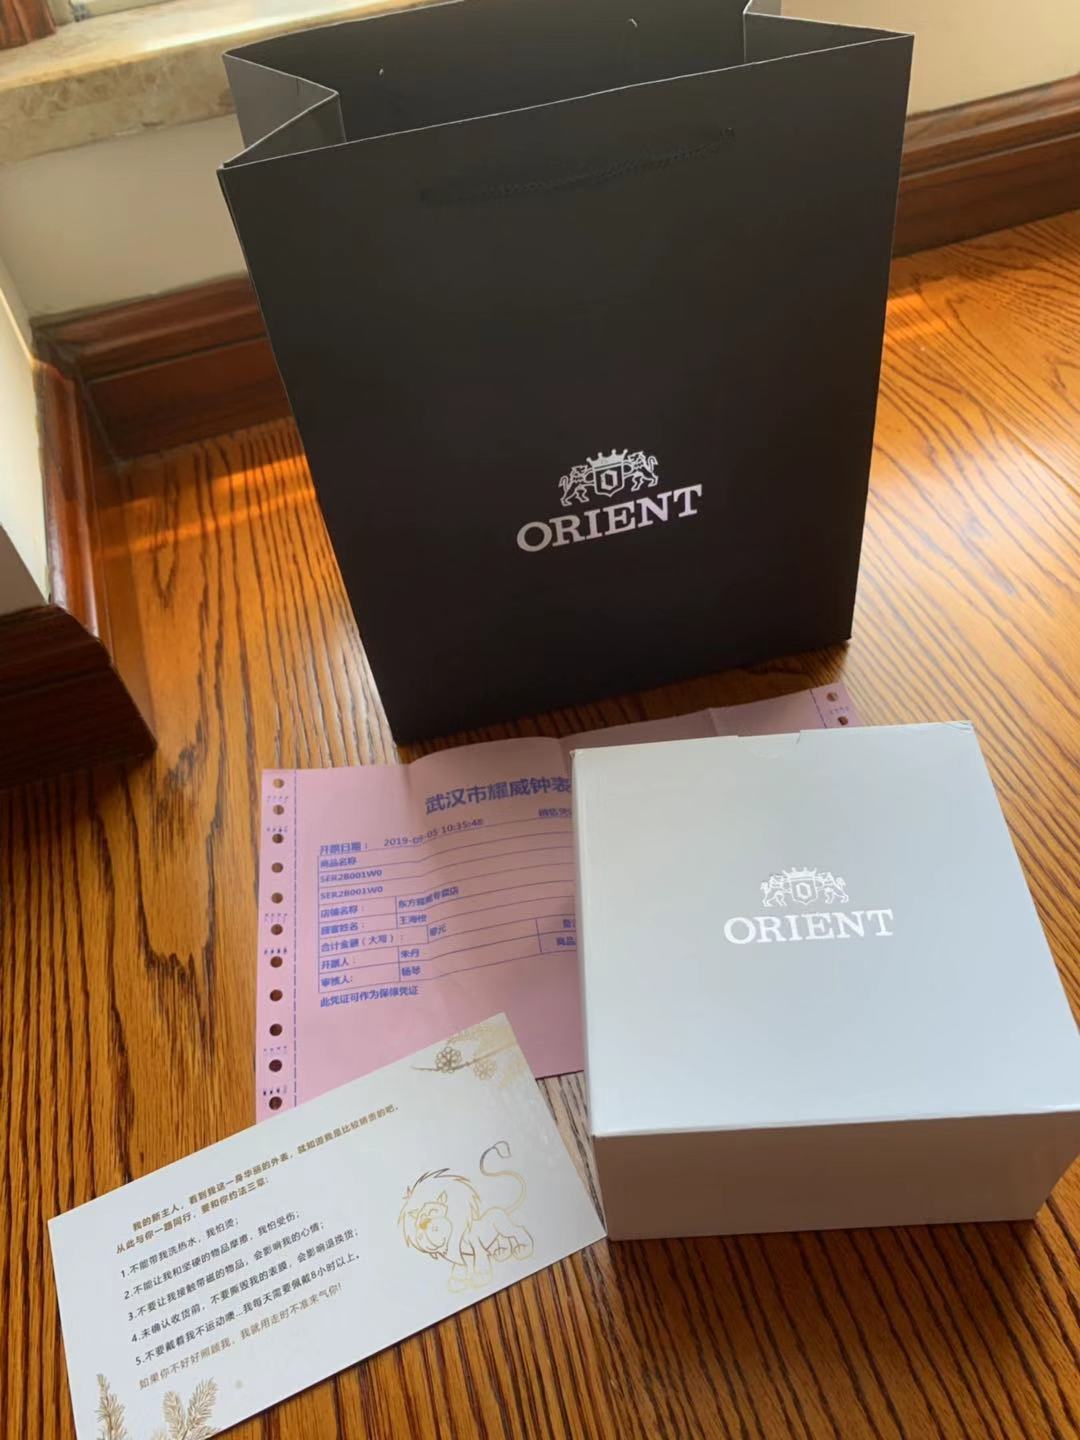 ORIENT
武汉市耀威钟表
销售凭
开票日期： 2019-09-05 10:35:48
商品名称
SER2B001W0
SER2B001W0
店铺名称： 东方耀威专卖店
顾客姓名： 王海
合计金额（大写）： 零元
开票人： 朱丹
商品
审核人： 杨琴
此凭证可作为保修凭证
ORIENT
我的新主人，看到我这一身华丽的外表，就知道我是比较娇贵的吧，
从此与你一路同行，要和你约法三章：
1.不能带我洗热水，我怕烫；
2.不能让我和坚硬的物品摩擦，我怕受伤；
3.不要让我接触带磁的物品，会影响我的心情；
4.未确认收货前，不要撕毁我的表膜，会影响退换货；
5.不要戴着我不运动噢...我每天需要佩戴8小时以上。
如果你不好好照顾我，我就用走时不准来气你！